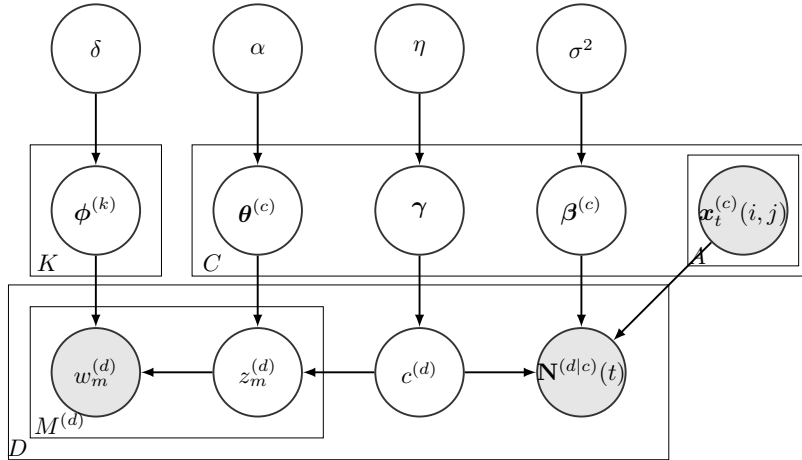 δ α η σ²
ϕ^(k) θ^(c) γ β^(c) x_t^(c)(i, j)
K C A
w_m^(d) z_m^(d) c^(d) N^(d|c)(t)
M^(d)
D